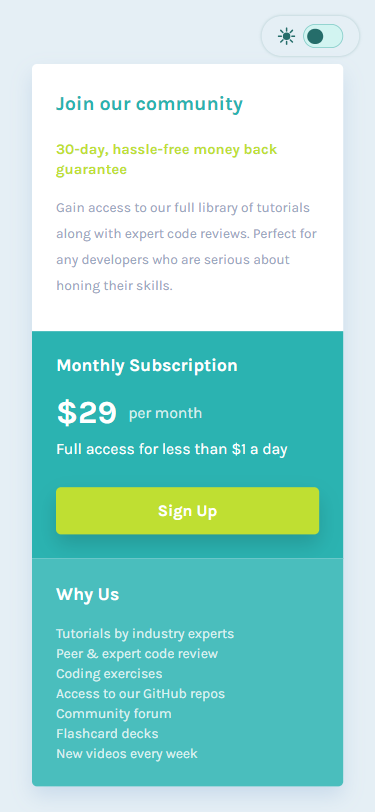 Join our community
30-day, hassle-free money back
guarantee
Gain access to our full library of tutorials
along with expert code reviews. Perfect for
any developers who are serious about
honing their skills.
Monthly Subscription
$29 per month
Full access for less than $1 a day
Sign Up
Why Us
Tutorials by industry experts
Peer & expert code review
Coding exercises
Access to our GitHub repos
Community forum
Flashcard decks
New videos every week